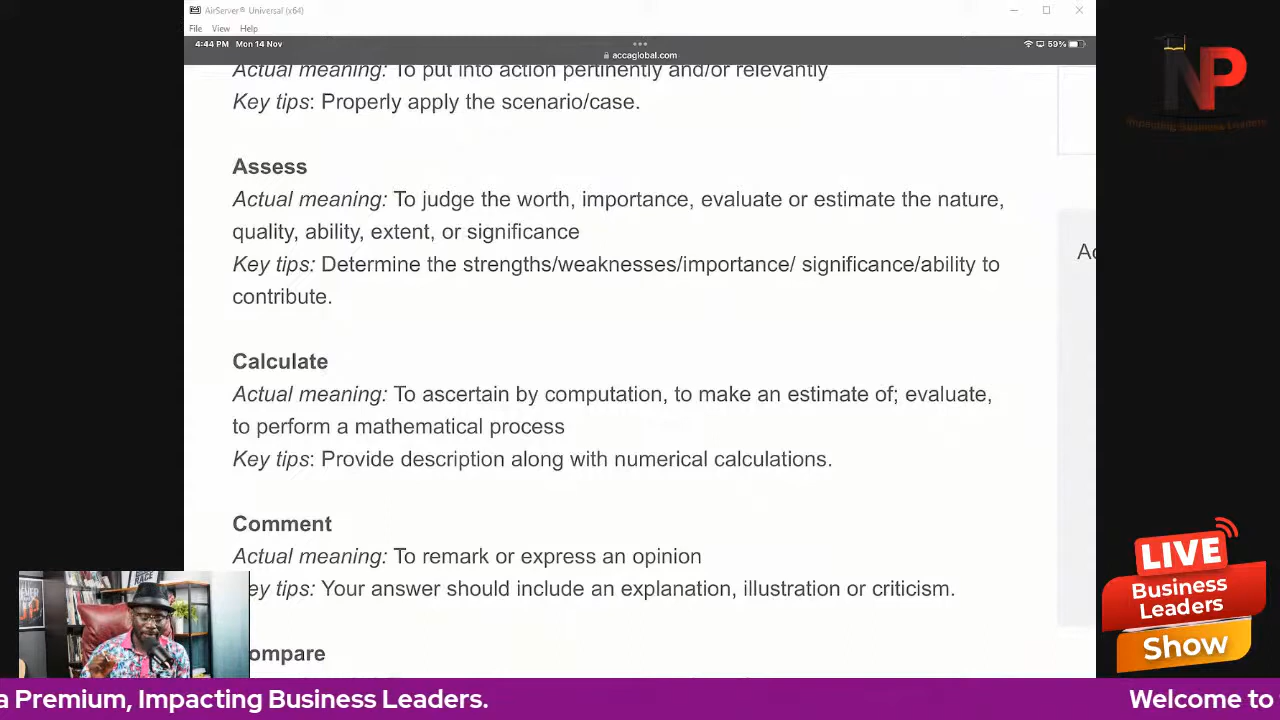 AirServer® Universal (x64)
File View Help
4:44 PM Mon 14 Nov
accaglobal.com
59%
Actual meaning: To put into action pertinently and/or relevantly
Key tips: Properly apply the scenario/case.
Assess
Actual meaning: To judge the worth, importance, evaluate or estimate the nature,
quality, ability, extent, or significance
Key tips: Determine the strengths/weaknesses/importance/ significance/ability to
contribute.
Calculate
Actual meaning: To ascertain by computation, to make an estimate of; evaluate,
to perform a mathematical process
Key tips: Provide description along with numerical calculations.
Comment
Actual meaning: To remark or express an opinion
ey tips: Your answer should include an explanation, illustration or criticism.
ompare
Ac
NP
Impacting Business Leaders
LIVE
Business
Leaders
Show
a Premium, Impacting Business Leaders.
Welcome to